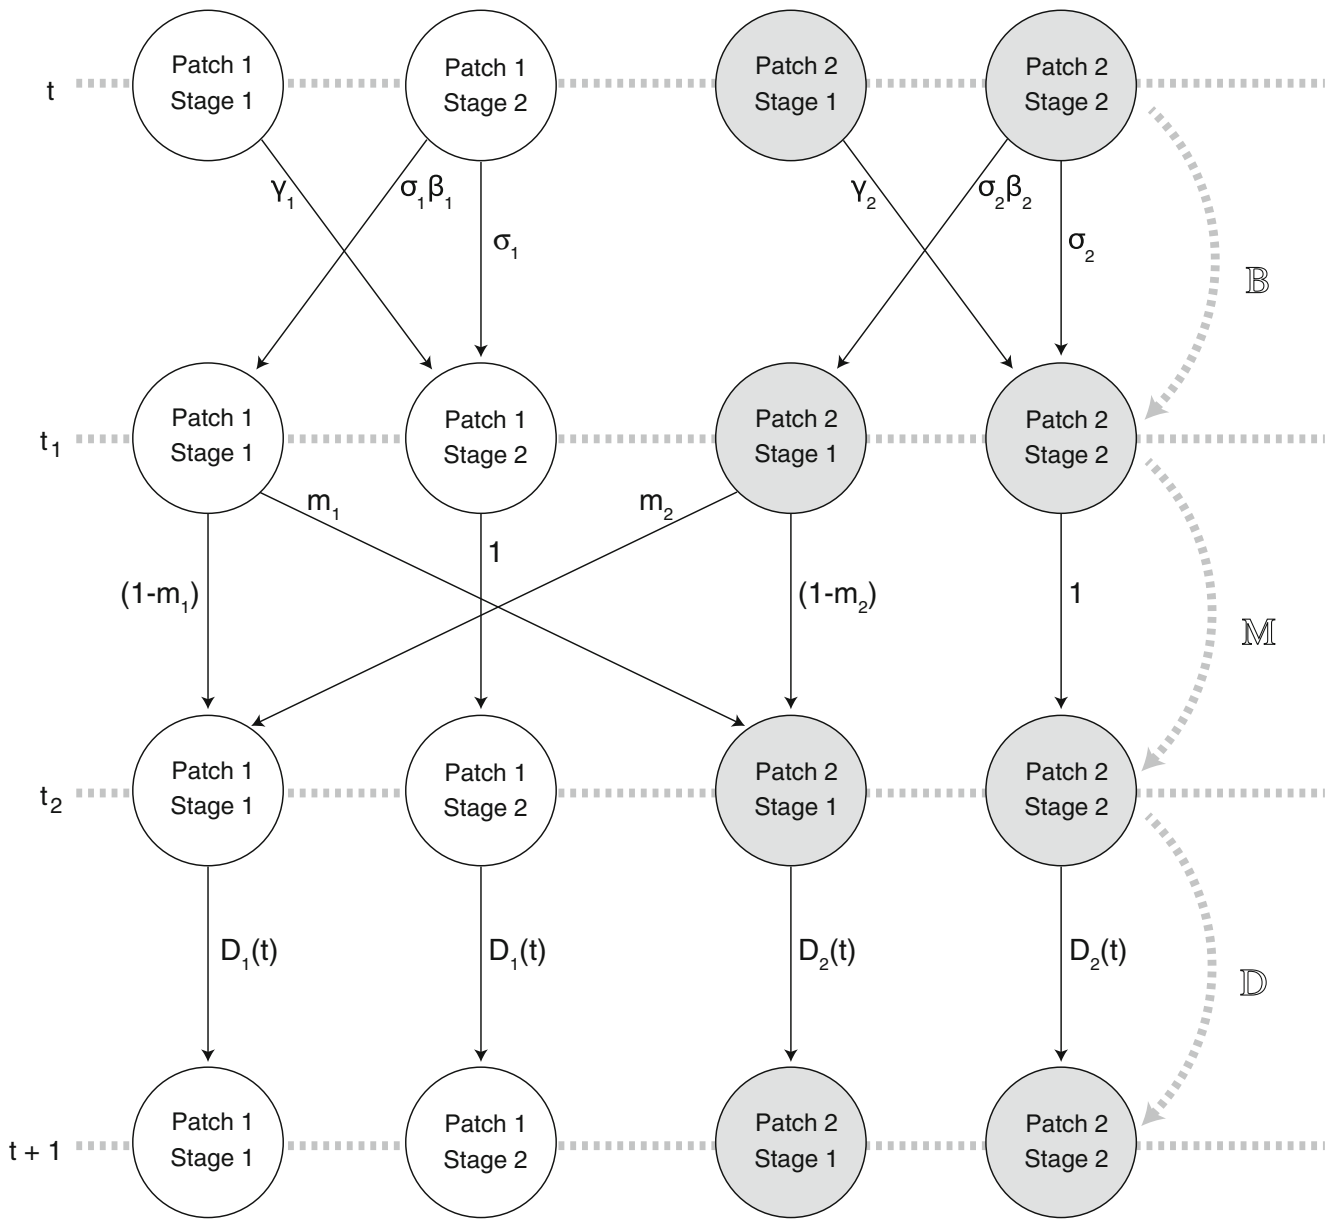 t
Patch 1
Stage 1
Patch 1
Stage 2
Patch 2
Stage 1
Patch 2
Stage 2
γ₁
σ₁β₁
σ₁
γ₂
σ₂β₂
σ₂
𝔹
t₁
Patch 1
Stage 1
Patch 1
Stage 2
Patch 2
Stage 1
Patch 2
Stage 2
m₁
m₂
(1-m₁)
1
(1-m₂)
1
𝕄
t₂
Patch 1
Stage 1
Patch 1
Stage 2
Patch 2
Stage 1
Patch 2
Stage 2
D₁(t)
D₁(t)
D₂(t)
D₂(t)
𝔻
t + 1
Patch 1
Stage 1
Patch 1
Stage 2
Patch 2
Stage 1
Patch 2
Stage 2